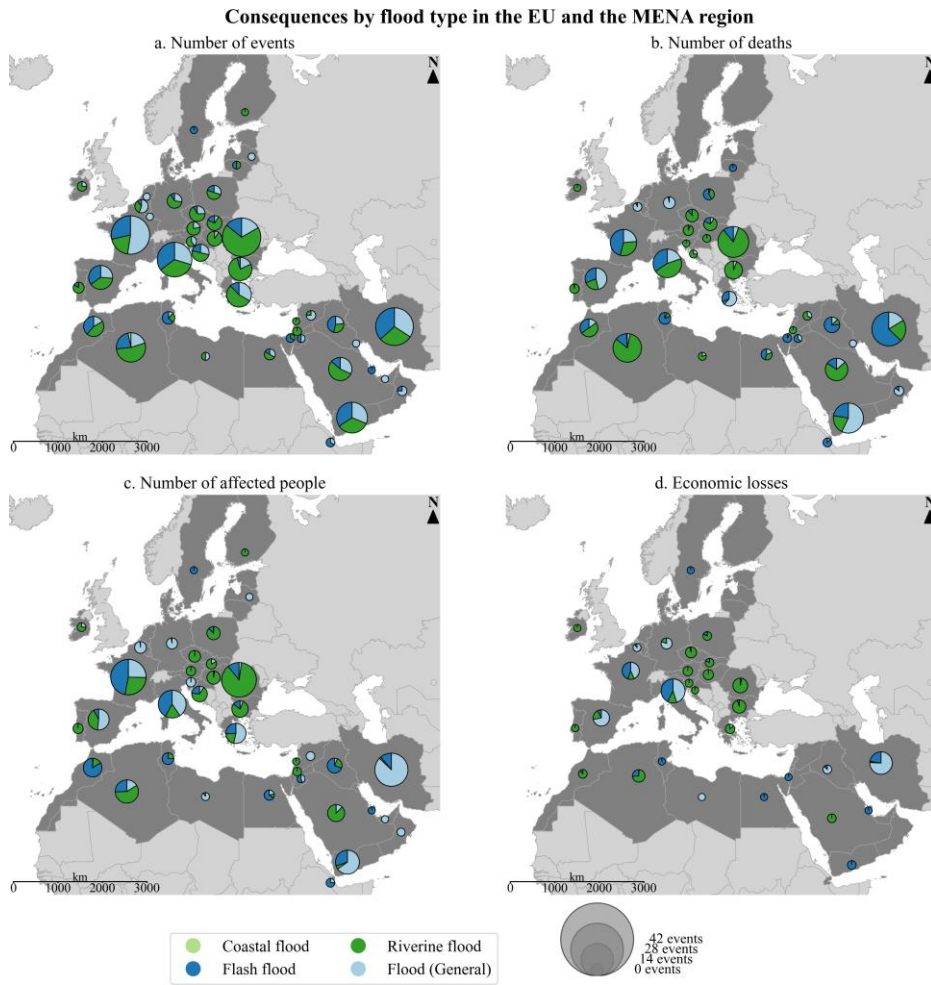 Consequences by flood type in the EU and the MENA region
a. Number of events
b. Number of deaths
N
N
km
0 1000 2000 3000
km
0 1000 2000 3000
c. Number of affected people
d. Economic losses
N
N
km
0 1000 2000 3000
km
0 1000 2000 3000
Coastal flood
Riverine flood
Flash flood
Flood (General)
42 events
28 events
14 events
0 events